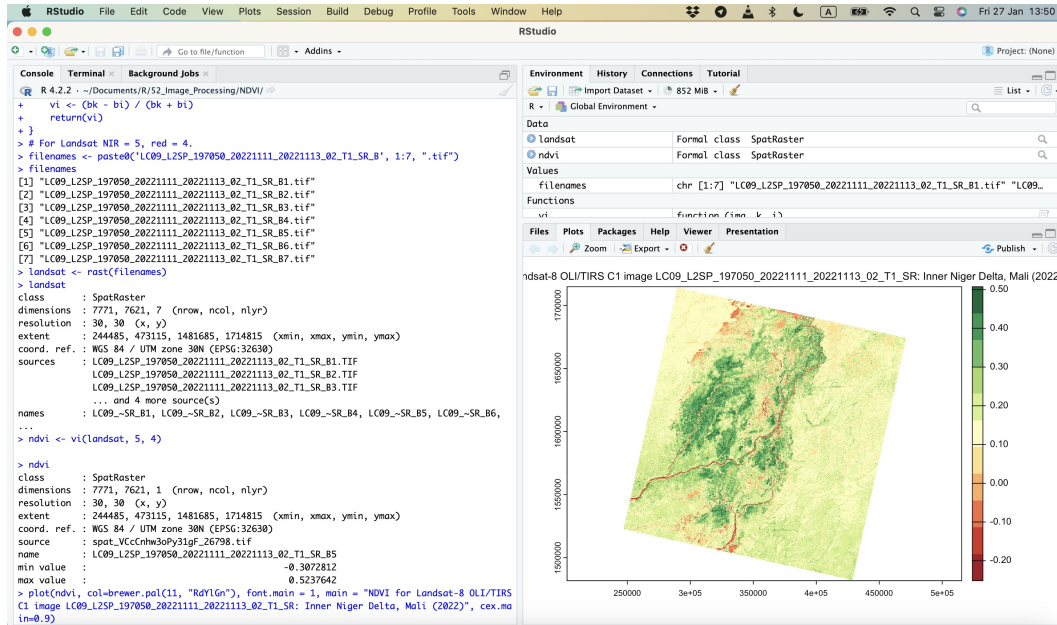 RStudio File Edit Code View Plots Session Build Debug Profile Tools Window Help A Fri 27 Jan 13:50
RStudio
Go to file/function Addins Project: (None)
Console Terminal Background Jobs
R 4.2.2 · ~/Documents/R/52_Image_Processing/NDVI/
+ vi <- (bk - bi) / (bk + bi)
+ return(vi)
+ }
> # For Landsat NIR = 5, red = 4.
> filenames <- paste0('LC09_L2SP_197050_20221111_20221113_02_T1_SR_B', 1:7, ".tif")
> filenames
[1] "LC09_L2SP_197050_20221111_20221113_02_T1_SR_B1.tif"
[2] "LC09_L2SP_197050_20221111_20221113_02_T1_SR_B2.tif"
[3] "LC09_L2SP_197050_20221111_20221113_02_T1_SR_B3.tif"
[4] "LC09_L2SP_197050_20221111_20221113_02_T1_SR_B4.tif"
[5] "LC09_L2SP_197050_20221111_20221113_02_T1_SR_B5.tif"
[6] "LC09_L2SP_197050_20221111_20221113_02_T1_SR_B6.tif"
[7] "LC09_L2SP_197050_20221111_20221113_02_T1_SR_B7.tif"
> landsat <- rast(filenames)
> landsat
class : SpatRaster
dimensions : 7771, 7621, 7 (nrow, ncol, nlyr)
resolution : 30, 30 (x, y)
extent : 244485, 473115, 1481685, 1714815 (xmin, xmax, ymin, ymax)
coord. ref. : WGS 84 / UTM zone 30N (EPSG:32630)
sources : LC09_L2SP_197050_20221111_20221113_02_T1_SR_B1.TIF
LC09_L2SP_197050_20221111_20221113_02_T1_SR_B2.TIF
LC09_L2SP_197050_20221111_20221113_02_T1_SR_B3.TIF
... and 4 more source(s)
names : LC09_~SR_B1, LC09_~SR_B2, LC09_~SR_B3, LC09_~SR_B4, LC09_~SR_B5, LC09_~SR_B6,
...
> ndvi <- vi(landsat, 5, 4)
> ndvi
class : SpatRaster
dimensions : 7771, 7621, 1 (nrow, ncol, nlyr)
resolution : 30, 30 (x, y)
extent : 244485, 473115, 1481685, 1714815 (xmin, xmax, ymin, ymax)
coord. ref. : WGS 84 / UTM zone 30N (EPSG:32630)
source : spat_VCcCnhw3oPy31gF_26798.tif
name : LC09_L2SP_197050_20221111_20221113_02_T1_SR_B5
min value : -0.3072812
max value : 0.5237642
> plot(ndvi, col=brewer.pal(11, "RdYlGn"), font.main = 1, main = "NDVI for Landsat-8 OLI/TIRS
C1 image LC09_L2SP_197050_20221111_20221113_02_T1_SR: Inner Niger Delta, Mali (2022)", cex.ma
in=0.9)
Environment History Connections Tutorial
Import Dataset 852 MiB List
R Global Environment
Data
landsat Formal class SpatRaster
ndvi Formal class SpatRaster
Values
filenames chr [1:7] "LC09_L2SP_197050_20221111_20221113_02_T1_SR_B1.tif" "LC09…
Functions
vi function (img, k, i)
Files Plots Packages Help Viewer Presentation
Zoom Export Publish
ndsat-8 OLI/TIRS C1 image LC09_L2SP_197050_20221111_20221113_02_T1_SR: Inner Niger Delta, Mali (2022
1700000
1650000
1600000
1550000
1500000
250000 3e+05 350000 4e+05 450000 5e+05
0.50
0.40
0.30
0.20
0.10
0.00
-0.10
-0.20